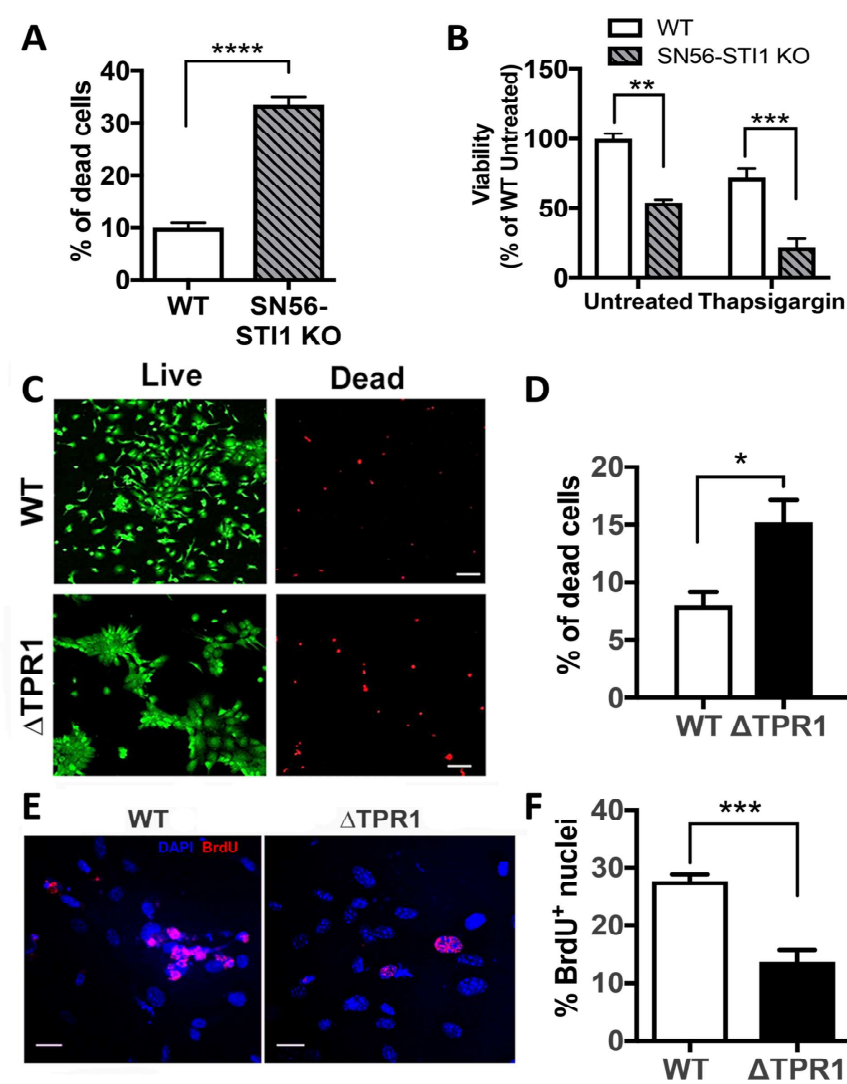 A
****
% of dead cells
40
30
20
10
0
WT
SN56-
STI1 KO
B
WT
SN56-STI1 KO
Viability
(% of WT Untreated)
150
100
50
0
**
***
Untreated
Thapsigargin
C
Live
Dead
WT
ΔTPR1
D
% of dead cells
20
15
10
5
0
*
WT
ΔTPR1
E
WT
ΔTPR1
DAPI BrdU
F
% BrdU+ nuclei
40
30
20
10
0
***
WT
ΔTPR1